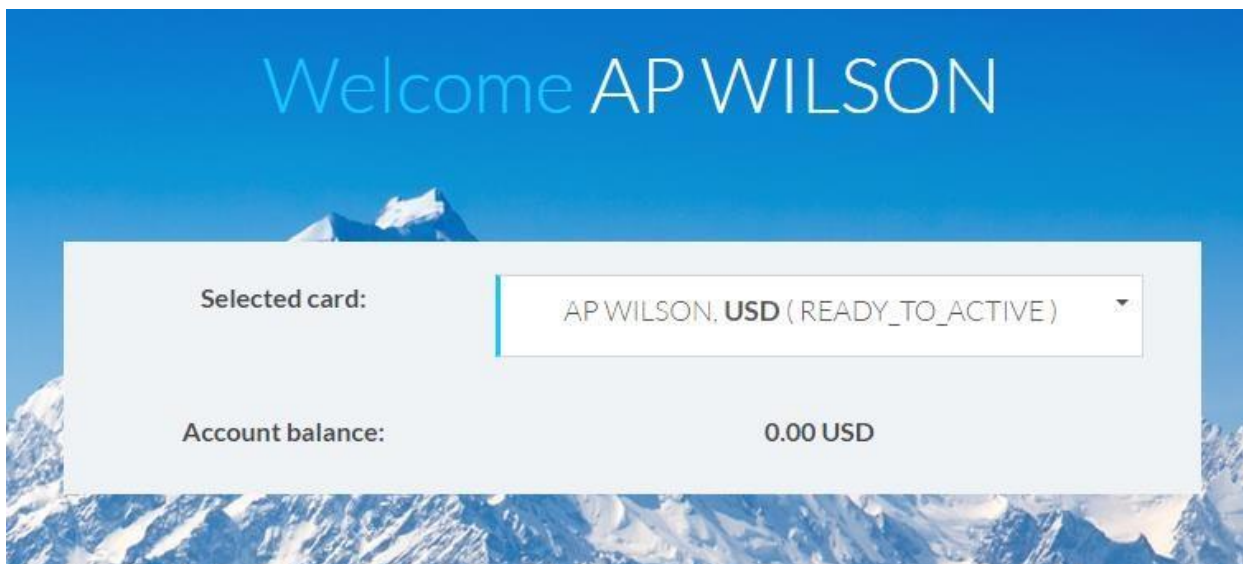 Welcome AP WILSON
Selected card:
AP WILSON, USD ( READY_TO_ACTIVE )
Account balance:
0.00 USD